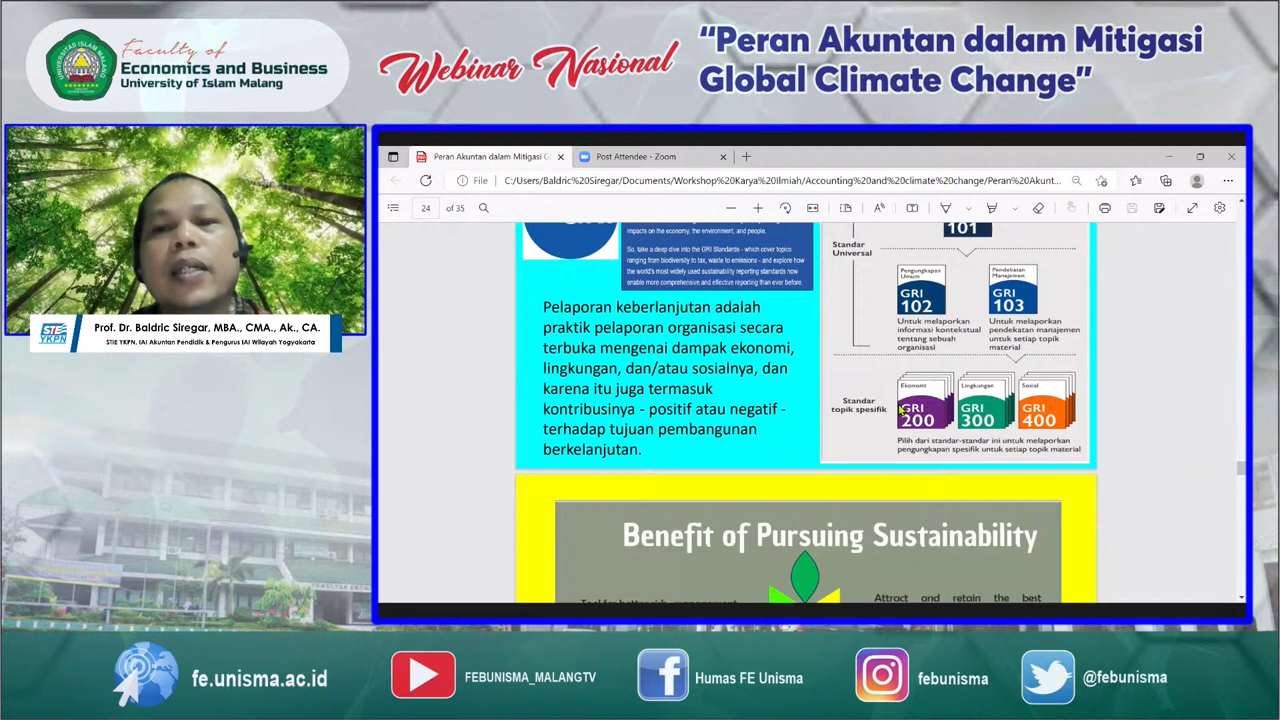 Faculty of
Economics and Business
University of Islam Malang
UNIVERSITAS ISLAM MALANG
Webinar Nasional
“Peran Akuntan dalam Mitigasi
Global Climate Change”
STIE
YKPN
Prof. Dr. Baldric Siregar, MBA., CMA., Ak., CA.
STIE YKPN, IAI Akuntan Pendidik & Pengurus IAI Wilayah Yogyakarta
Peran Akuntan dalam Mitigasi Gl
Post Attendee - Zoom
File
C:/Users/Baldric%20Siregar/Documents/Workshop%20Karya%20Ilmiah/Accounting%20and%20climate%20change/Peran%20Akunt...
24 of 35
impacts on the economy, the environment, and people.
So, take a deep dive into the GRI Standards - which cover topics
ranging from biodiversity to tax, waste to emissions - and explore how
the world's most widely used sustainability reporting standards now
enable more comprehensive and effective reporting than ever before.
Pelaporan keberlanjutan adalah
praktik pelaporan organisasi secara
terbuka mengenai dampak ekonomi,
lingkungan, dan/atau sosialnya, dan
karena itu juga termasuk
kontribusinya - positif atau negatif -
terhadap tujuan pembangunan
berkelanjutan.
101
Standar
Universal
Pengungkapan
Umum
GRI
102
Untuk melaporkan
informasi kontekstual
tentang sebuah
organisasi
Pendekatan
Manajemen
GRI
103
Untuk melaporkan
pendekatan manajemen
untuk setiap topik
material
Standar
topik spesifik
Ekonomi
GRI
200
Lingkungan
GRI
300
Sosial
GRI
400
Pilih dari standar-standar ini untuk melaporkan
pengungkapan spesifik untuk setiap topik material
Benefit of Pursuing Sustainability
Attract and retain the best
fe.unisma.ac.id
FEBUNISMA_MALANGTV
Humas FE Unisma
febunisma
@febunisma